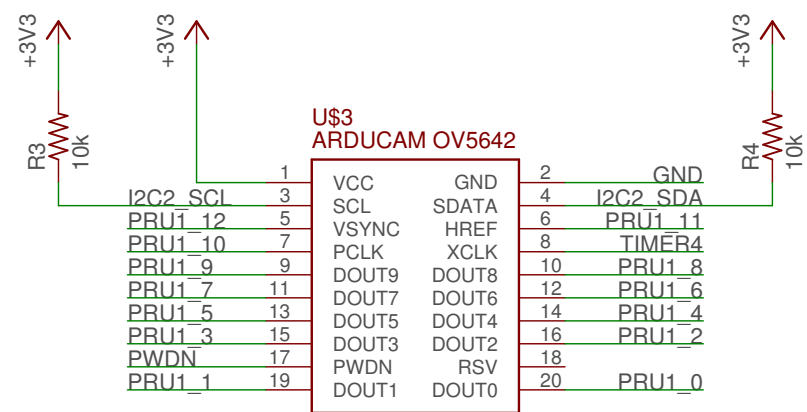 +3V3 +3V3 +3V3
R3 10k
R4 10k
U$3
ARDUCAM OV5642
1 VCC GND 2 GND
I2C2_SCL 3 SCL SDATA 4 I2C2_SDA
PRU1_12 5 VSYNC HREF 6 PRU1_11
PRU1_10 7 PCLK XCLK 8 TIMER4
PRU1_9 9 DOUT9 DOUT8 10 PRU1_8
PRU1_7 11 DOUT7 DOUT6 12 PRU1_6
PRU1_5 13 DOUT5 DOUT4 14 PRU1_4
PRU1_3 15 DOUT3 DOUT2 16 PRU1_2
PWDN 17 PWDN RSV 18
PRU1_1 19 DOUT1 DOUT0 20 PRU1_0